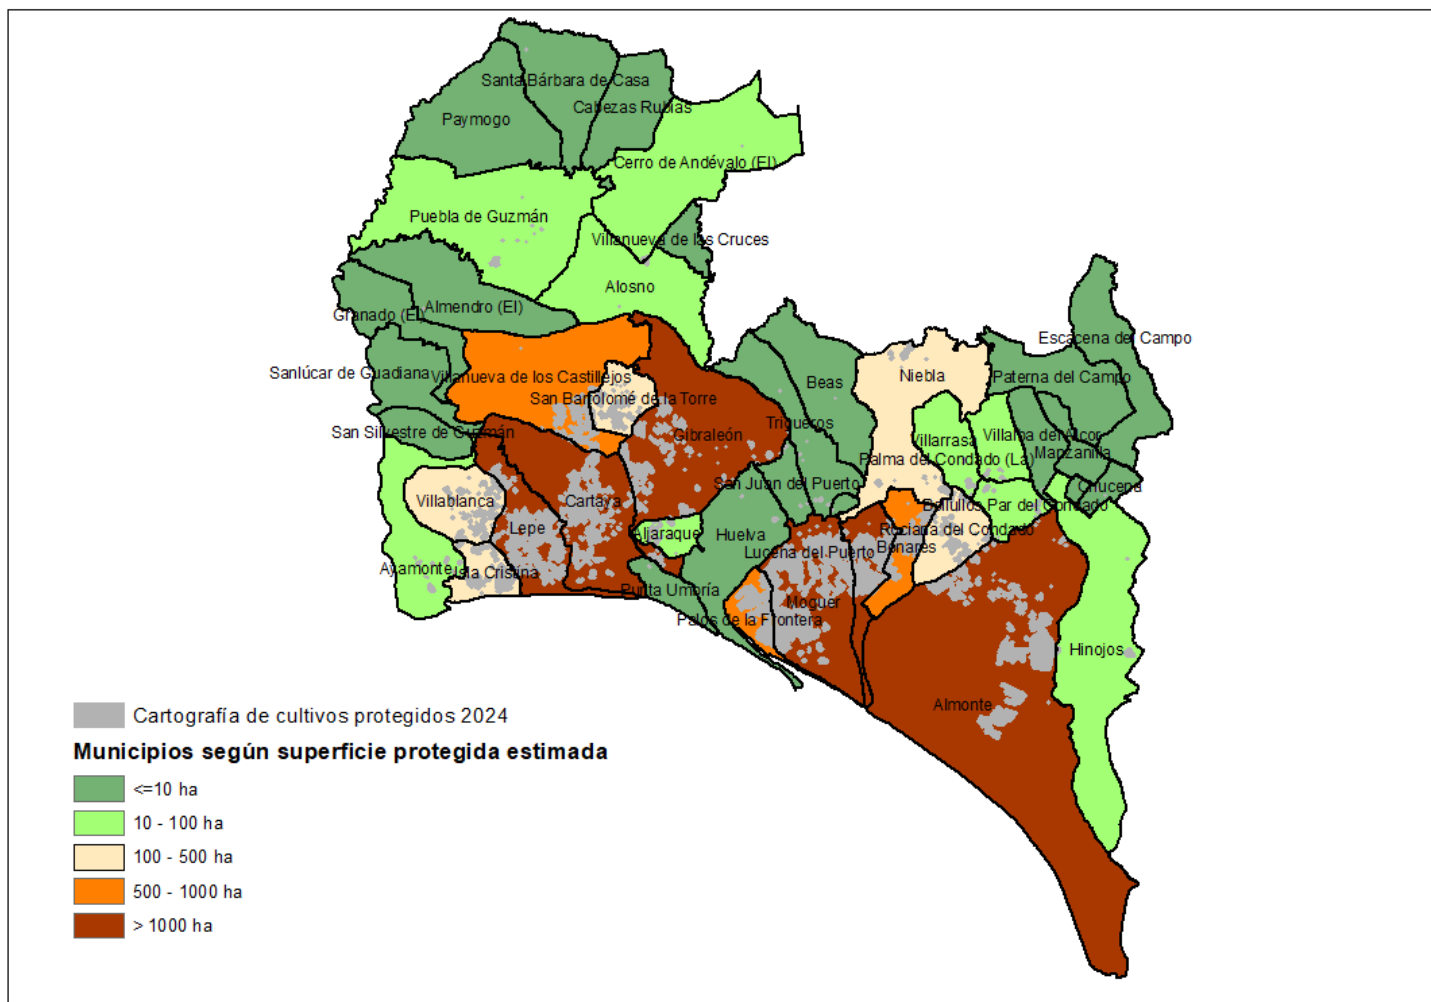 Santa Bárbara de Casa
Cabezas Rubias
Paymogo
Cerro de Andévalo (El)
Puebla de Guzmán
Villanueva de las Cruces
Alosno
Almendro (El)
Granado (El)
Escacena del Campo
Sanlúcar de Guadiana
Villanueva de los Castillejos
Beas
Niebla
Paterna del Campo
San Bartolomé de la Torre
Trigueros
San Silvestre de Guzmán
Gibraleón
Villarrasa
Villalba del Alcor
Palma del Condado (La)
Manzanilla
San Juan del Puerto
Chucena
Villablanca
Cartaya
Bollullos Par del Condado
Lepe
Aljaraque
Huelva
Rociana del Condado
Lucena del Puerto
Bonares
Ayamonte
Isla Cristina
Punta Umbría
Moguer
Palos de la Frontera
Hinojos
Almonte
Cartografía de cultivos protegidos 2024
Municipios según superficie protegida estimada
<=10 ha
10 - 100 ha
100 - 500 ha
500 - 1000 ha
> 1000 ha